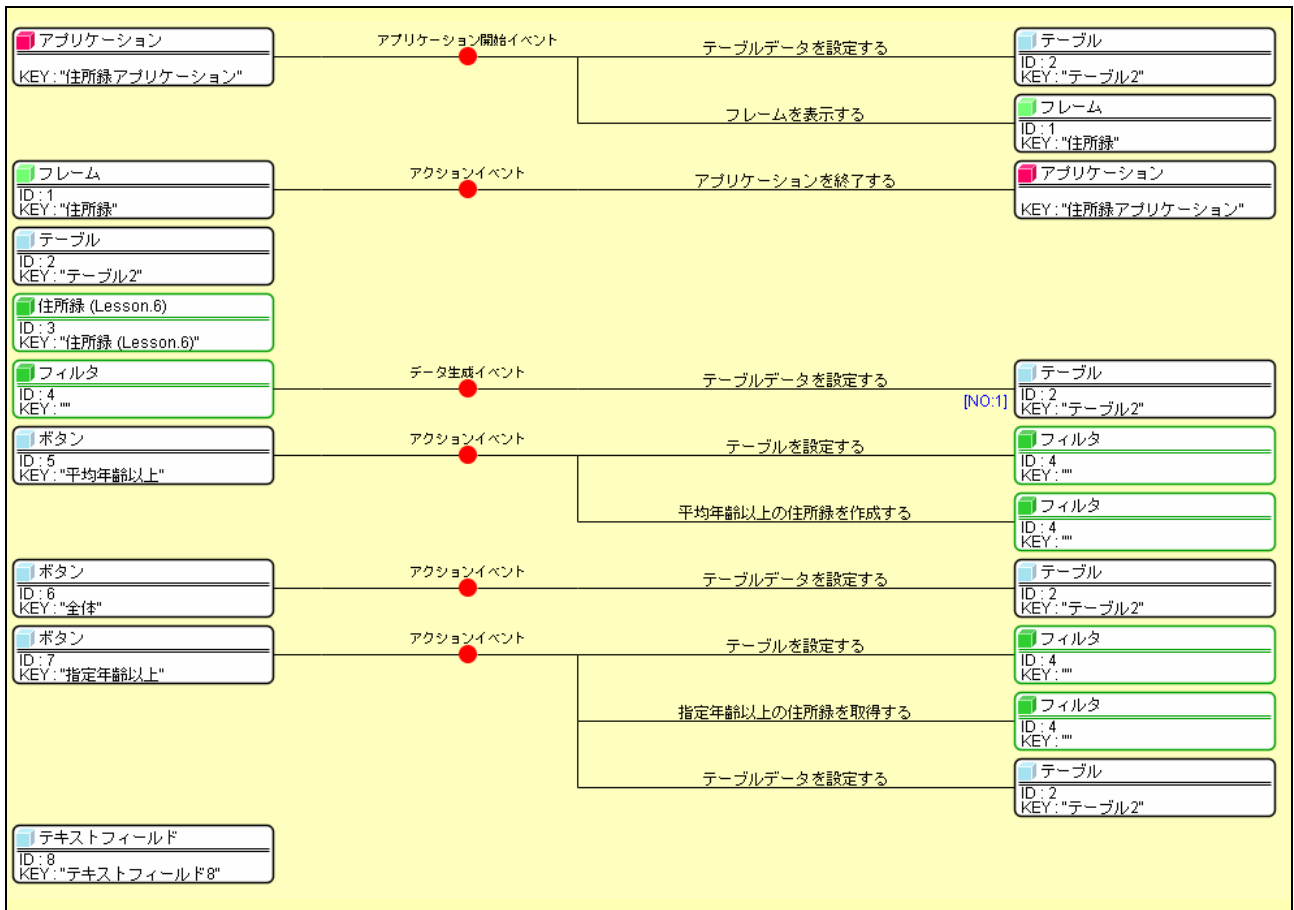 アプリケーション
KEY : "住所録アプリケーション"
アプリケーション開始イベント
テーブルデータを設定する
テーブル
ID : 2
KEY : "テーブル2"
フレームを表示する
フレーム
ID : 1
KEY : "住所録"
フレーム
ID : 1
KEY : "住所録"
アクションイベント
アプリケーションを終了する
アプリケーション
KEY : "住所録アプリケーション"
テーブル
ID : 2
KEY : "テーブル2"
住所録 (Lesson.6)
ID : 3
KEY : "住所録 (Lesson.6)"
フィルタ
ID : 4
KEY : ""
データ生成イベント
テーブルデータを設定する
[NO:1]
テーブル
ID : 2
KEY : "テーブル2"
ボタン
ID : 5
KEY : "平均年齢以上"
アクションイベント
テーブルを設定する
フィルタ
ID : 4
KEY : ""
平均年齢以上の住所録を作成する
フィルタ
ID : 4
KEY : ""
ボタン
ID : 6
KEY : "全体"
アクションイベント
テーブルデータを設定する
テーブル
ID : 2
KEY : "テーブル2"
ボタン
ID : 7
KEY : "指定年齢以上"
アクションイベント
テーブルを設定する
フィルタ
ID : 4
KEY : ""
指定年齢以上の住所録を取得する
フィルタ
ID : 4
KEY : ""
テーブルデータを設定する
テーブル
ID : 2
KEY : "テーブル2"
テキストフィールド
ID : 8
KEY : "テキストフィールド8"